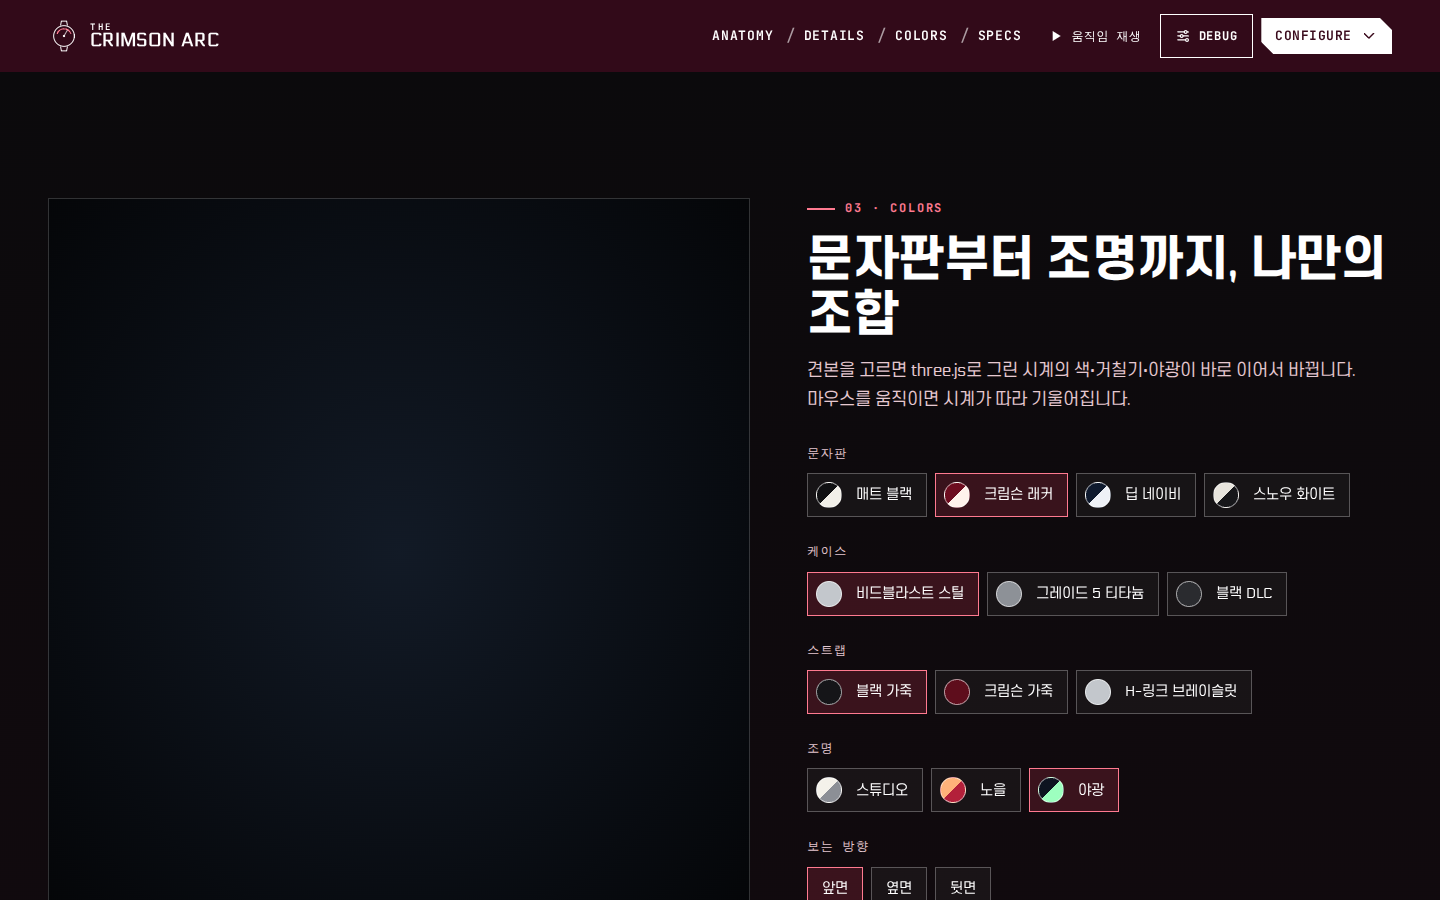 THE
CRIMSON ARC
ANATOMY / DETAILS / COLORS / SPECS
움직임 재생
DEBUG
CONFIGURE
03 · COLORS
문자판부터 조명까지, 나만의
조합
견본을 고르면 three.js로 그린 시계의 색·거칠기·야광이 바로 이어서 바뀝니다.
마우스를 움직이면 시계가 따라 기울어집니다.
문자판
매트 블랙
크림슨 래커
딥 네이비
스노우 화이트
케이스
비드블라스트 스틸
그레이드 5 티타늄
블랙 DLC
스트랩
블랙 가죽
크림슨 가죽
H-링크 브레이슬릿
조명
스튜디오
노을
야광
보는 방향
앞면
옆면
뒷면